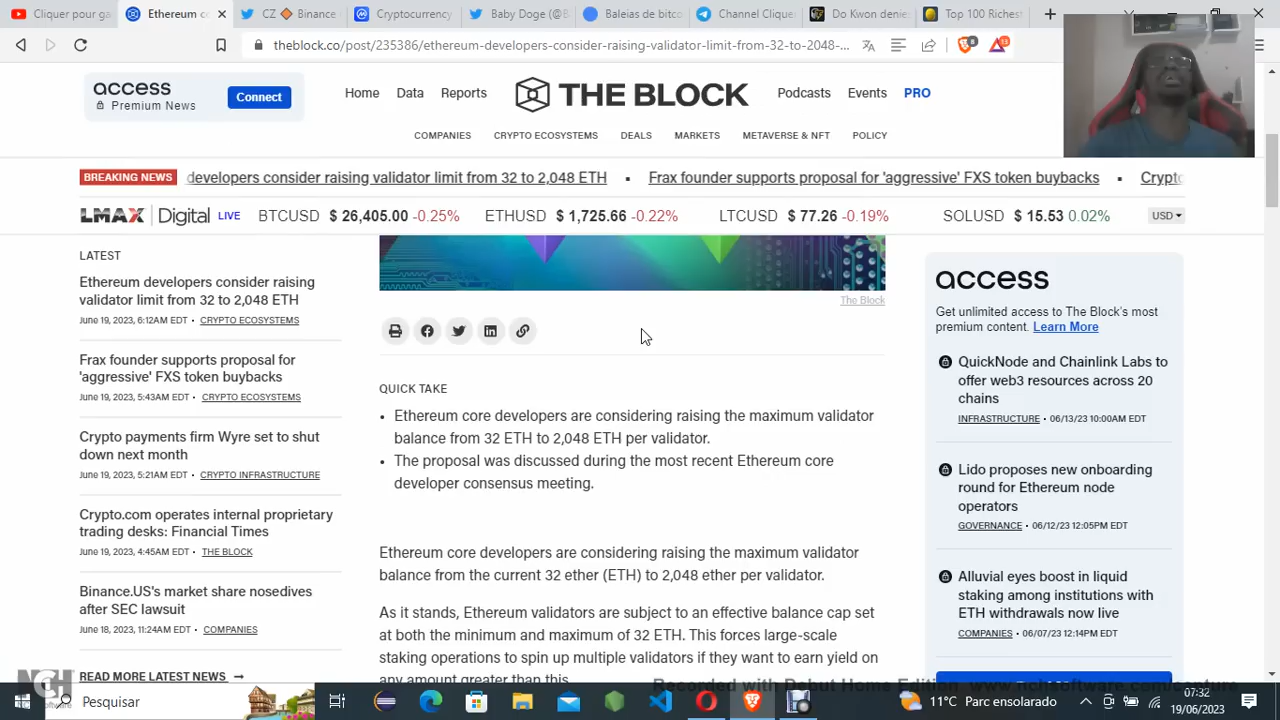 Cliquer pour ga
Ethereum co
CZ 🔶 Binance
Cryptocurrency
Baby Doge (@B
Baleias de bitco
Channel Clique
Do Kwon denies
Top 100 Richest
theblock.co/post/235386/ethereum-developers-consider-raising-validator-limit-from-32-to-2048-...
access
Premium News
Connect
Home
Data
Reports
THE BLOCK
Podcasts
Events
PRO
COMPANIES
CRYPTO ECOSYSTEMS
DEALS
MARKETS
METAVERSE & NFT
POLICY
BREAKING NEWS
developers consider raising validator limit from 32 to 2,048 ETH
Frax founder supports proposal for 'aggressive' FXS token buybacks
Crypto
LMAX Digital LIVE
BTCUSD $ 26,405.00 -0.25%
ETHUSD $ 1,725.66 -0.22%
LTCUSD $ 77.26 -0.19%
SOLUSD $ 15.53 0.02%
USD
LATEST
Ethereum developers consider raising
validator limit from 32 to 2,048 ETH
June 19, 2023, 6:12AM EDT CRYPTO ECOSYSTEMS
Frax founder supports proposal for
'aggressive' FXS token buybacks
June 19, 2023, 5:43AM EDT CRYPTO ECOSYSTEMS
Crypto payments firm Wyre set to shut
down next month
June 19, 2023, 5:21AM EDT CRYPTO INFRASTRUCTURE
Crypto.com operates internal proprietary
trading desks: Financial Times
June 19, 2023, 4:45AM EDT THE BLOCK
Binance.US's market share nosedives
after SEC lawsuit
June 18, 2023, 11:24AM EDT COMPANIES
READ MORE LATEST NEWS
The Block
QUICK TAKE
• Ethereum core developers are considering raising the maximum validator
balance from 32 ETH to 2,048 ETH per validator.
• The proposal was discussed during the most recent Ethereum core
developer consensus meeting.
Ethereum core developers are considering raising the maximum validator
balance from the current 32 ether (ETH) to 2,048 ether per validator.
As it stands, Ethereum validators are subject to an effective balance cap set
at both the minimum and maximum of 32 ETH. This forces large-scale
staking operations to spin up multiple validators if they want to earn yield on
any amount greater than this.
access
Get unlimited access to The Block's most
premium content. Learn More
QuickNode and Chainlink Labs to
offer web3 resources across 20
chains
INFRASTRUCTURE • 06/13/23 10:00AM EDT
Lido proposes new onboarding
round for Ethereum node
operators
GOVERNANCE • 06/12/23 12:05PM EDT
Alluvial eyes boost in liquid
staking among institutions with
ETH withdrawals now live
COMPANIES • 06/07/23 12:14PM EDT
Recorded with Debut Home Edition www.nchsoftware.com/capture
NCH
Pesquisar
11°C Parc ensolarado
07:32
19/06/2023